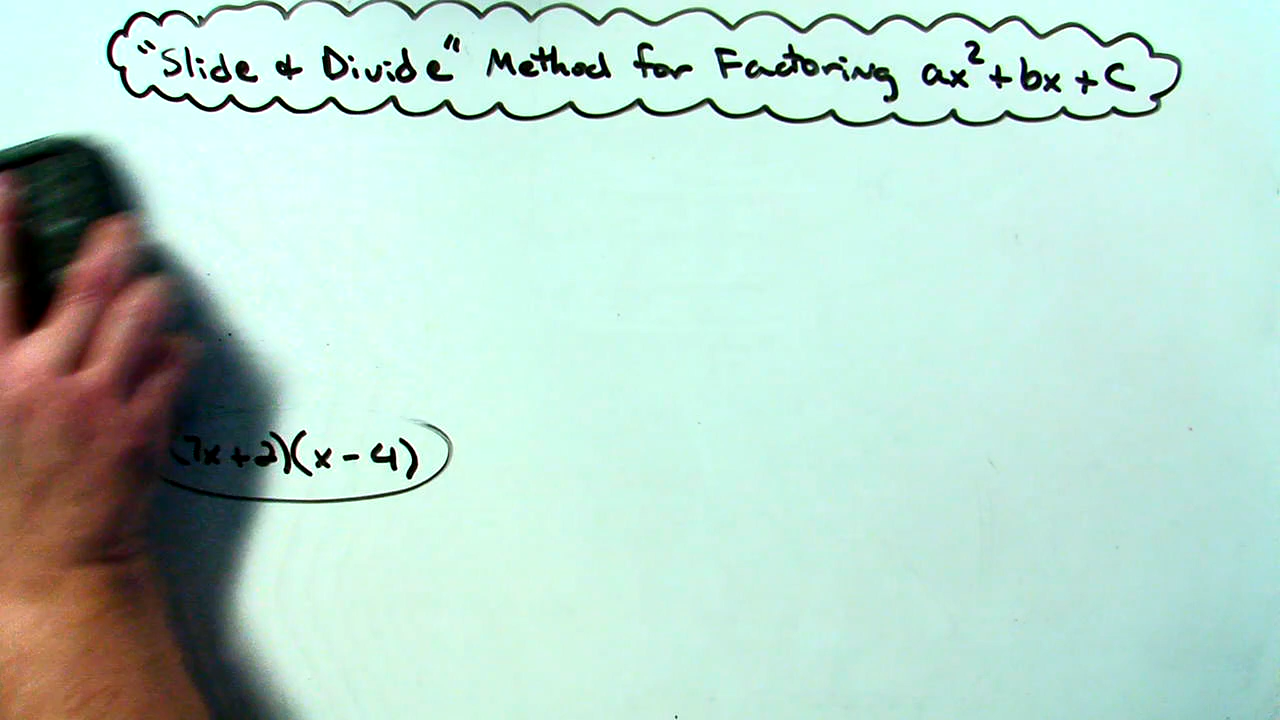 "Slide & Divide" Method for Factoring ax²+bx+c
(7x+2)(x-4)